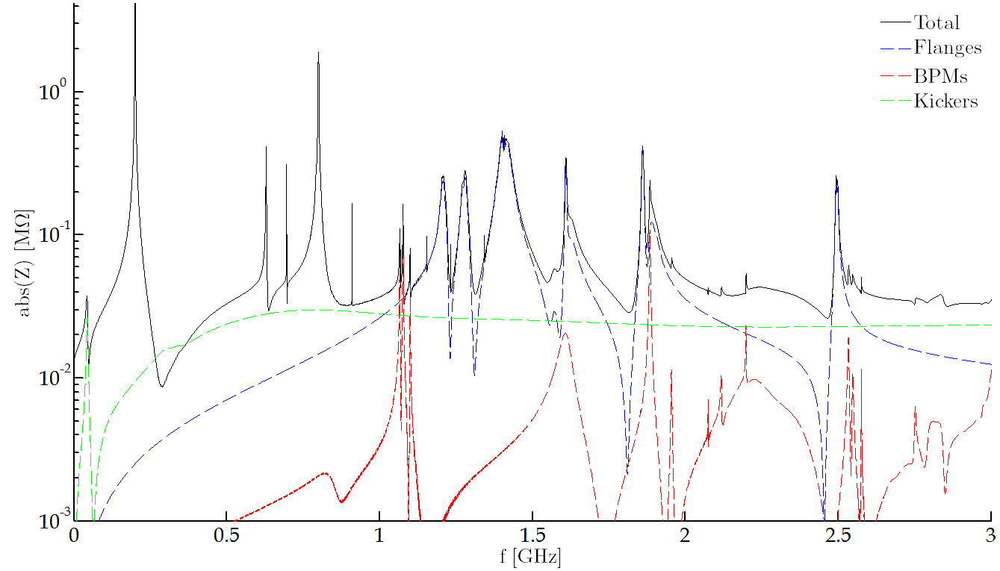 Total
Flanges
BPMs
Kickers
10^0
10^-1
10^-2
10^-3
abs(Z) [MΩ]
0 0.5 1 1.5 2 2.5 3
f [GHz]